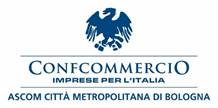 CONFCOMMERCIO
IMPRESE PER L'ITALIA
ASCOM CITTÀ METROPOLITANA DI BOLOGNA